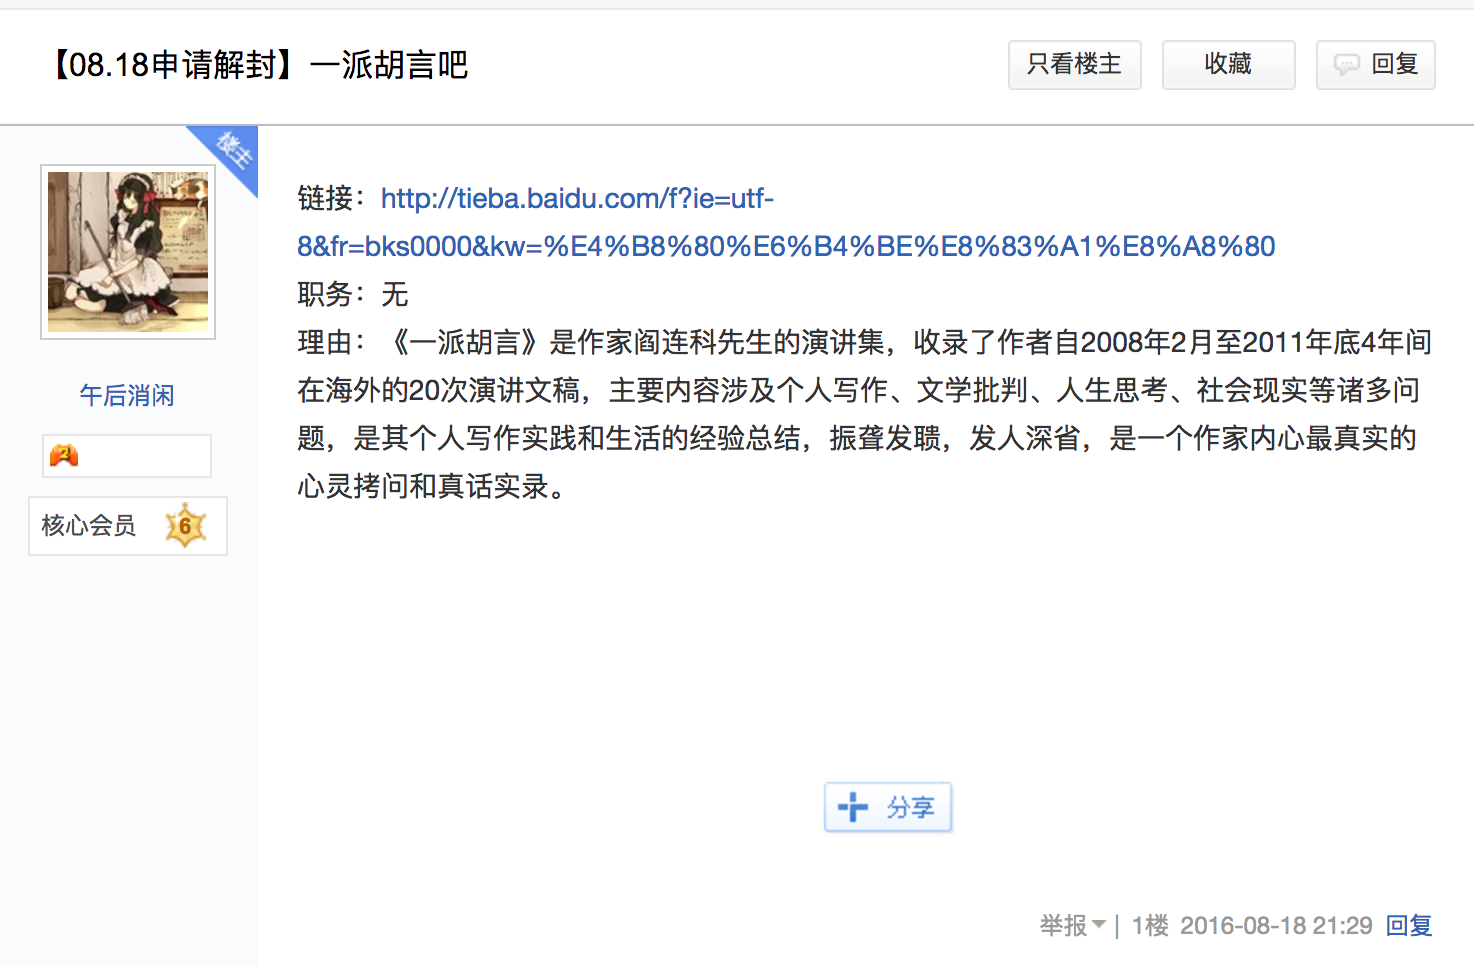 【08.18申请解封】一派胡言吧
只看楼主
收藏
回复
楼主
午后消闲
2
核心会员 6
链接：http://tieba.baidu.com/f?ie=utf-
8&fr=bks0000&kw=%E4%B8%80%E6%B4%BE%E8%83%A1%E8%A8%80
职务：无
理由：《一派胡言》是作家阎连科先生的演讲集，收录了作者自2008年2月至2011年底4年间
在海外的20次演讲文稿，主要内容涉及个人写作、文学批判、人生思考、社会现实等诸多问
题，是其个人写作实践和生活的经验总结，振聋发聩，发人深省，是一个作家内心最真实的
心灵拷问和真话实录。
分享
举报 | 1楼 2016-08-18 21:29 回复